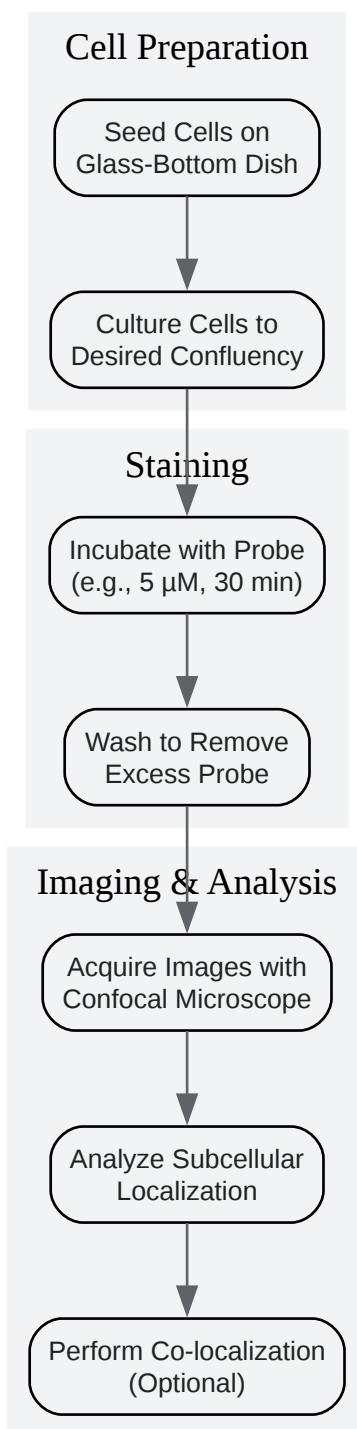 Cell Preparation
Seed Cells on
Glass-Bottom Dish
Culture Cells to
Desired Confluency
Staining
Incubate with Probe
(e.g., 5 µM, 30 min)
Wash to Remove
Excess Probe
Imaging & Analysis
Acquire Images with
Confocal Microscope
Analyze Subcellular
Localization
Perform Co-localization
(Optional)